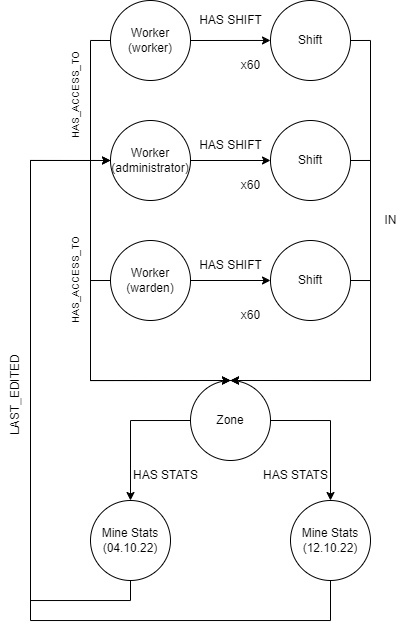 Worker
(worker)
HAS SHIFT
x60
Shift
HAS_ACCESS_TO
Worker
(administrator)
HAS SHIFT
x60
Shift
IN
HAS_ACCESS_TO
Worker
(warden)
HAS SHIFT
x60
Shift
LAST_EDITED
Zone
HAS STATS
HAS STATS
Mine Stats
(04.10.22)
Mine Stats
(12.10.22)